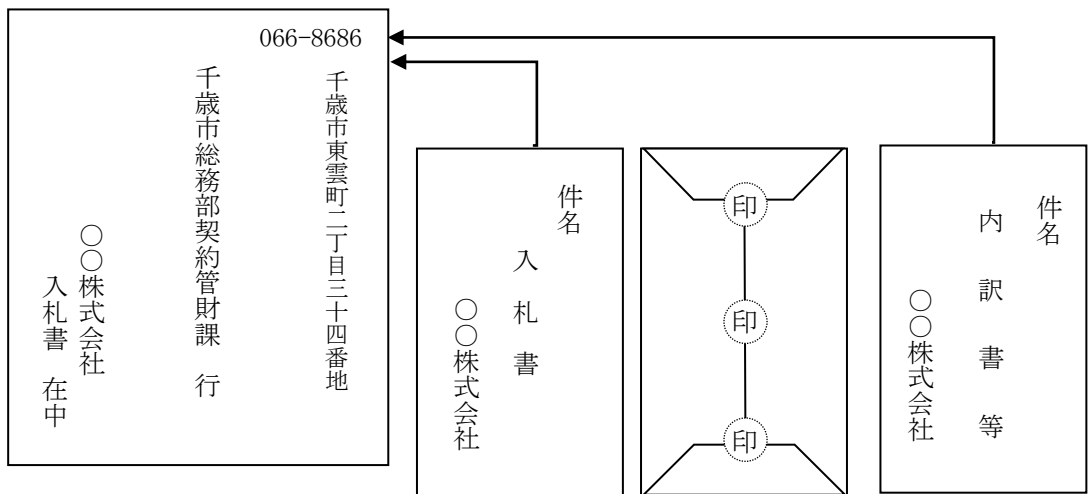 066-8686
千歳市東雲町二丁目三十四番地
千歳市総務部契約管財課 行
〇〇株式会社
入札書 在中
件名
入札書
〇〇株式会社
印
印
印
件名
内訳書等
〇〇株式会社